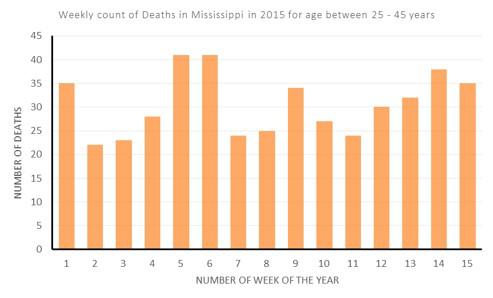 Weekly count of Deaths in Mississippi in 2015 for age between 25 - 45 years
45
40
35
30
25
20
15
10
5
0
NUMBER OF DEATHS
1 2 3 4 5 6 7 8 9 10 11 12 13 14 15
NUMBER OF WEEK OF THE YEAR